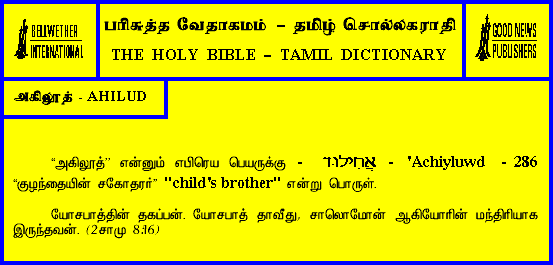 BELLWETHER
INTERNATIONAL
பரிசுத்த வேதாகமம் – தமிழ் சொல்லகராதி
THE HOLY BIBLE – TAMIL DICTIONARY
GOOD NEWS
PUBLISHERS
அகிலூத் - AHILUD
“அகிலூத்” என்னும் எபிரெய பெயருக்கு - אֲחִילוּד - 'Achiyluwd - 286
“குழந்தையின் சகோதரர்” "child's brother" என்று பொருள்.
யோசபாத்தின் தகப்பன். யோசபாத் தாவீது, சாலொமோன் ஆகியோரின் மந்திரியாக
இருந்தவன். (2சாமு 8:16)